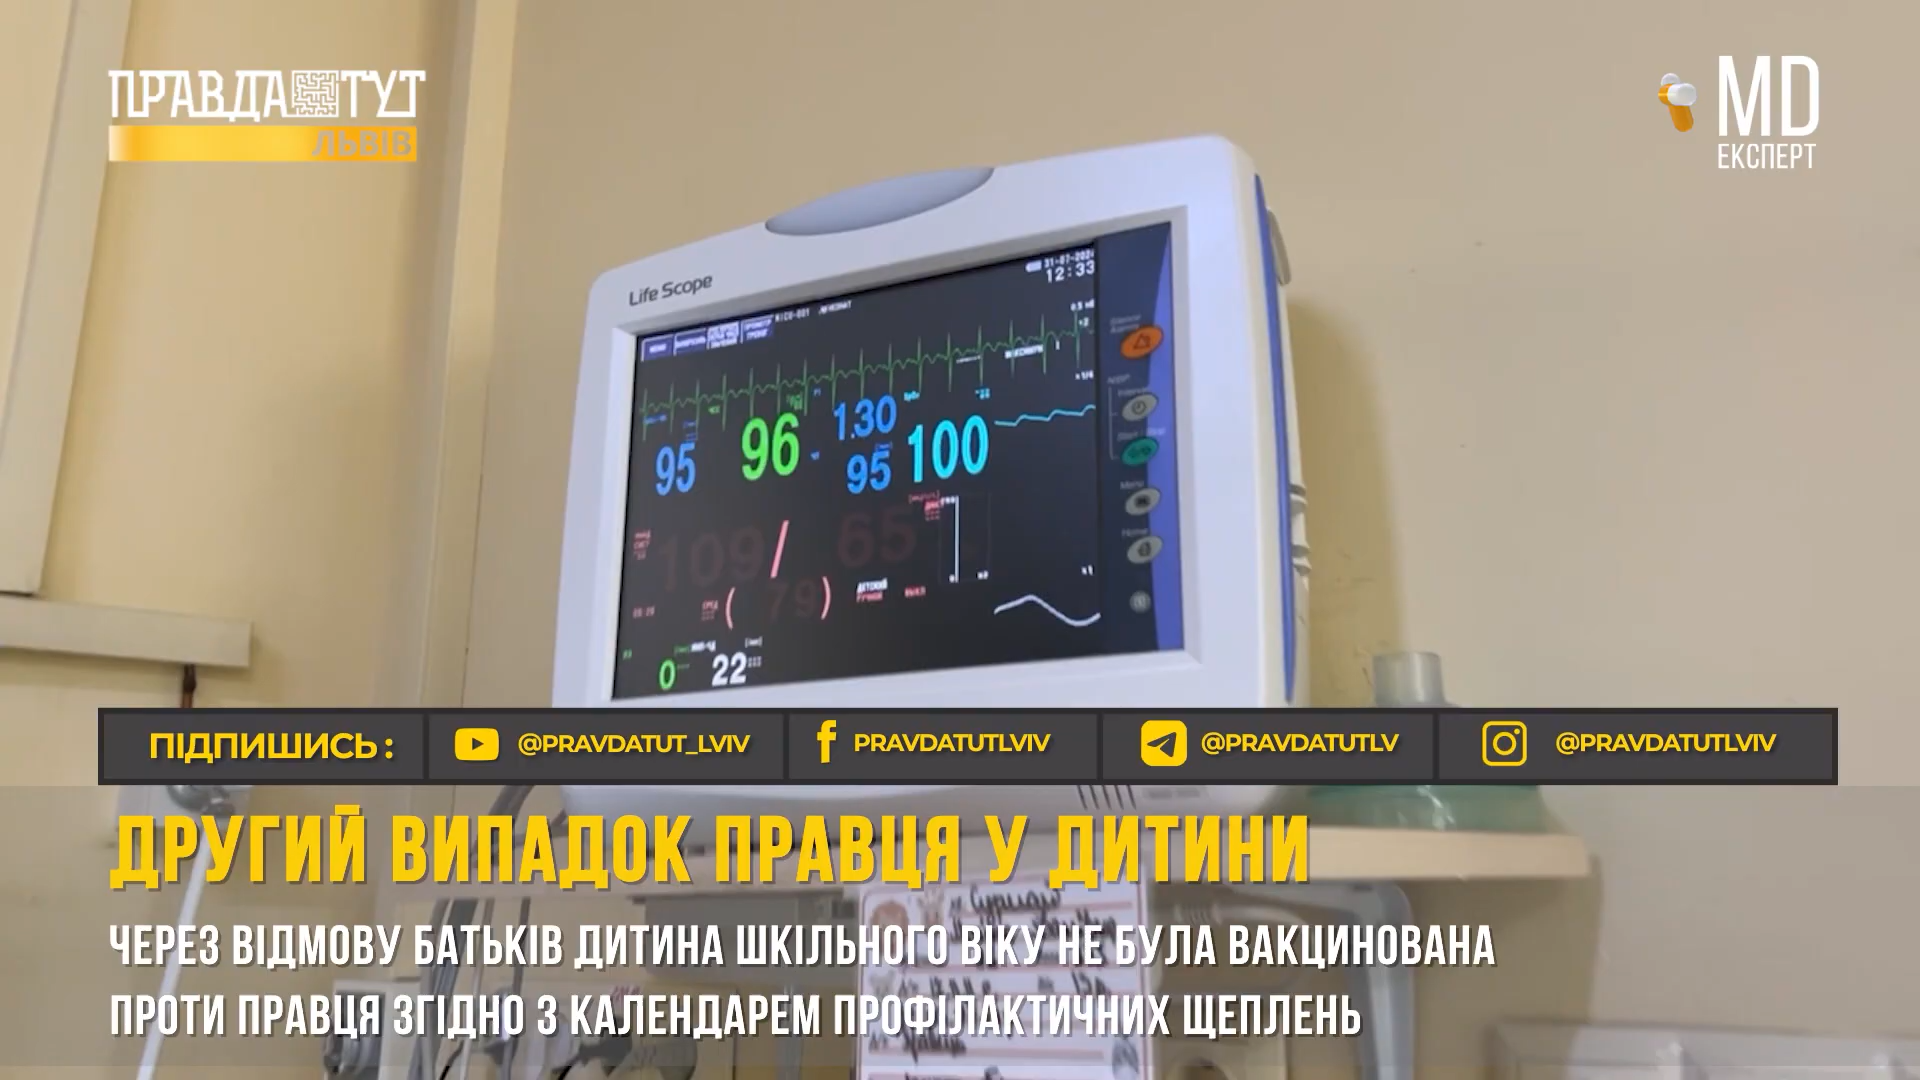 ПРАВДА ТУТ
ЛЬВІВ
MD
ЕКСПЕРТ
Life Scope
12:33
95
96
1.30
95
100
109 / 65
( 79 )
0
22
Menu
Home
ПІДПИШИСЬ :
@PRAVDATUT_LVIV
PRAVDATUTLVIV
@PRAVDATUTLV
@PRAVDATUTLVIV
ДРУГИЙ ВИПАДОК ПРАВЦЯ У ДИТИНИ
ЧЕРЕЗ ВІДМОВУ БАТЬКІВ ДИТИНА ШКІЛЬНОГО ВІКУ НЕ БУЛА ВАКЦИНОВАНА
ПРОТИ ПРАВЦЯ ЗГІДНО З КАЛЕНДАРЕМ ПРОФІЛАКТИЧНИХ ЩЕПЛЕНЬ